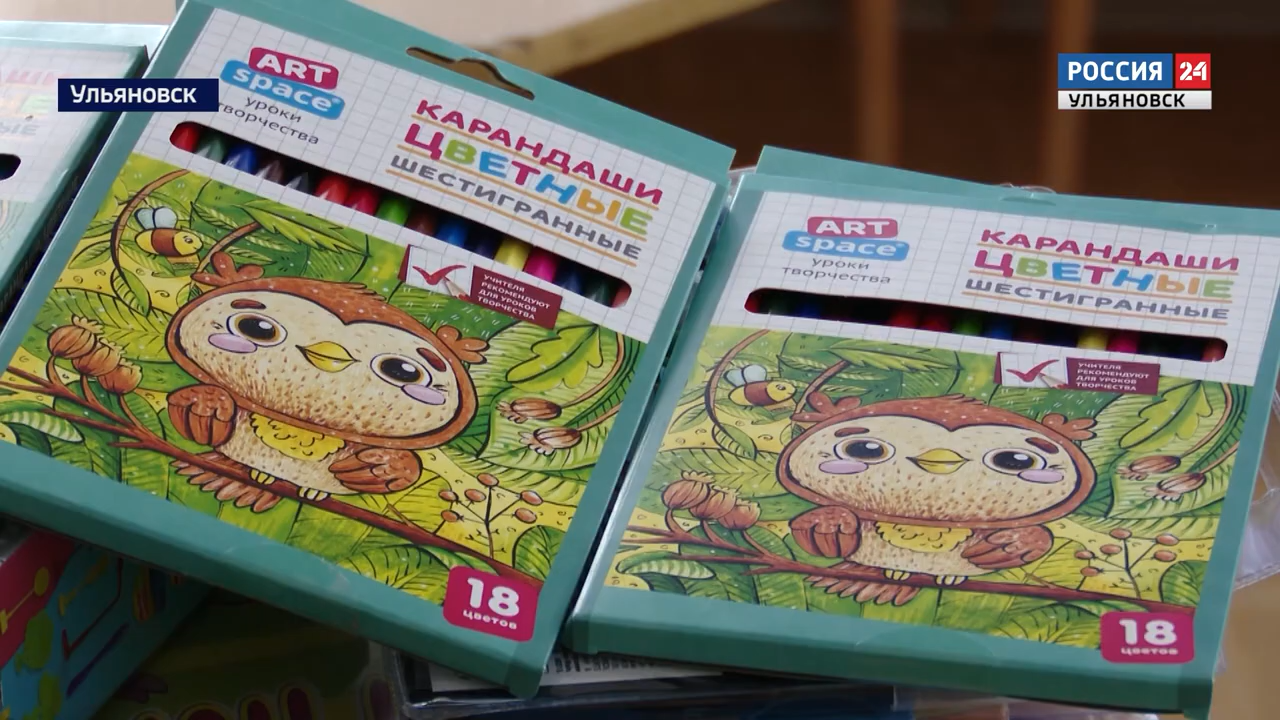 УЛЬЯНОВСК
РОССИЯ 24
УЛЬЯНОВСК
ART
space
уроки
творчества
КАРАНДАШИ
ЦВЕТНЫЕ
ШЕСТИГРАННЫЕ
УЧИТЕЛЯ
РЕКОМЕНДУЮТ
ДЛЯ УРОКОВ
ТВОРЧЕСТВА
18
цветов
ART
space
уроки
творчества
КАРАНДАШИ
ЦВЕТНЫЕ
ШЕСТИГРАННЫЕ
УЧИТЕЛЯ
РЕКОМЕНДУЮТ
ДЛЯ УРОКОВ
ТВОРЧЕСТВА
18
цветов